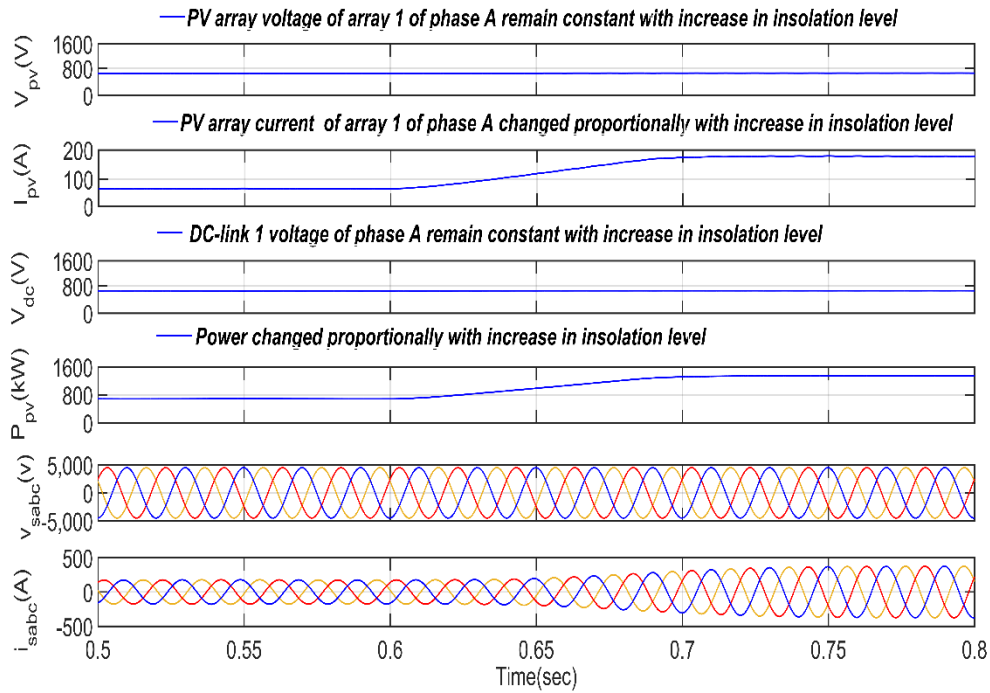 PV array voltage of array 1 of phase A remain constant with increase in insolation level
1600
800
0
V_pv(V)
PV array current of array 1 of phase A changed proportionally with increase in insolation level
200
100
0
I_pv(A)
DC-link 1 voltage of phase A remain constant with increase in insolation level
1600
800
0
V_dc(V)
Power changed proportionally with increase in insolation level
1600
800
0
P_pv(kW)
5,000
0
-5,000
v_sabc(v)
500
0
-500
i_sabc(A)
0.5 0.55 0.6 0.65 0.7 0.75 0.8
Time(sec)